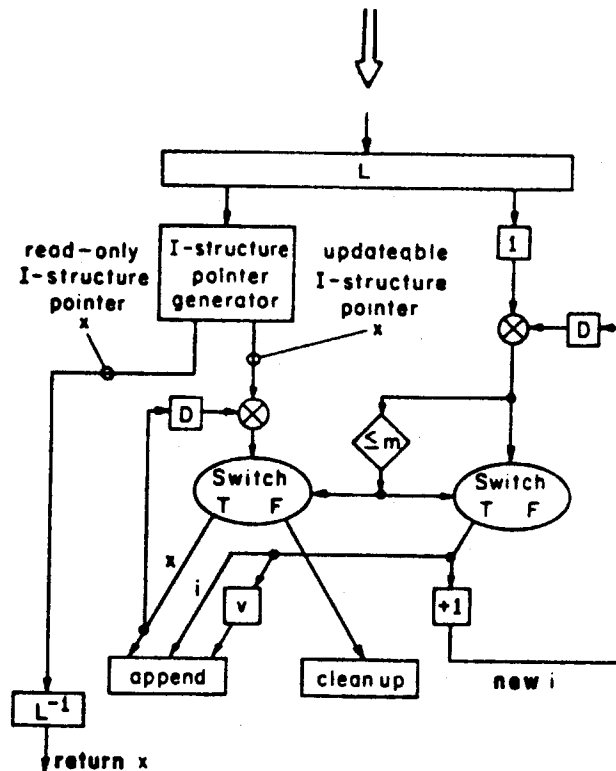 L
read-only
I-structure
pointer
x
I-structure
pointer
generator
updateable
I-structure
pointer
x
1
D
D
≤m
Switch
T F
Switch
T F
x
i
v
+1
append
clean up
new i
L⁻¹
return x